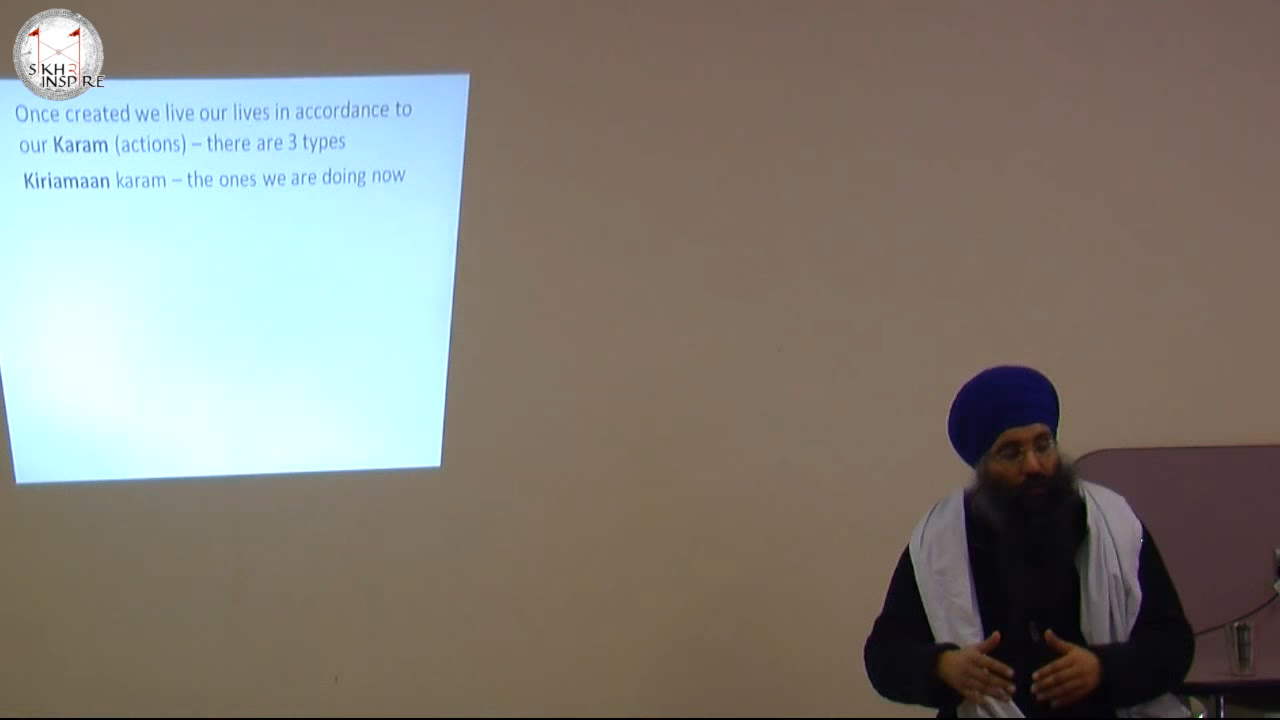 SIKH2
INSPIRE
Once created we live our lives in accordance to
our Karam (actions) – there are 3 types
Kiriamaan karam – the ones we are doing now